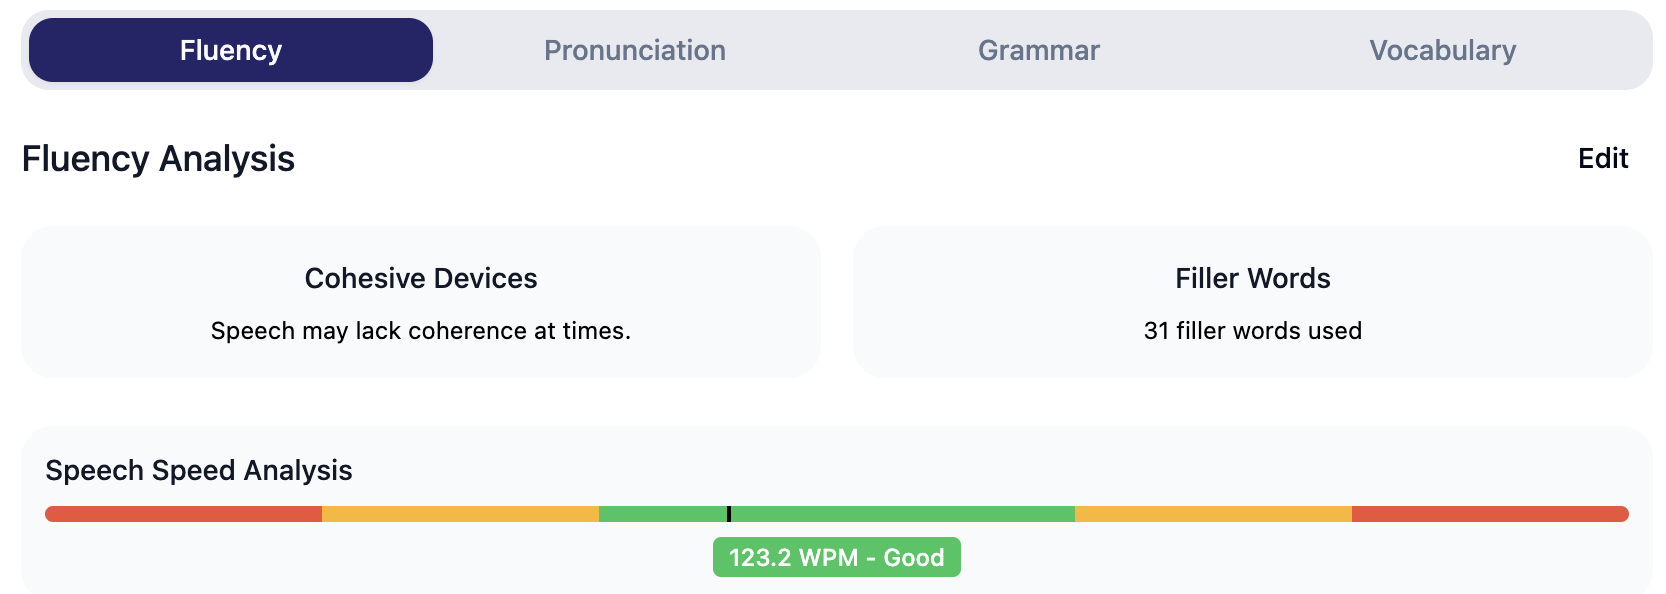 Fluency
Pronunciation
Grammar
Vocabulary
Fluency Analysis
Edit
Cohesive Devices
Speech may lack coherence at times.
Filler Words
31 filler words used
Speech Speed Analysis
123.2 WPM - Good